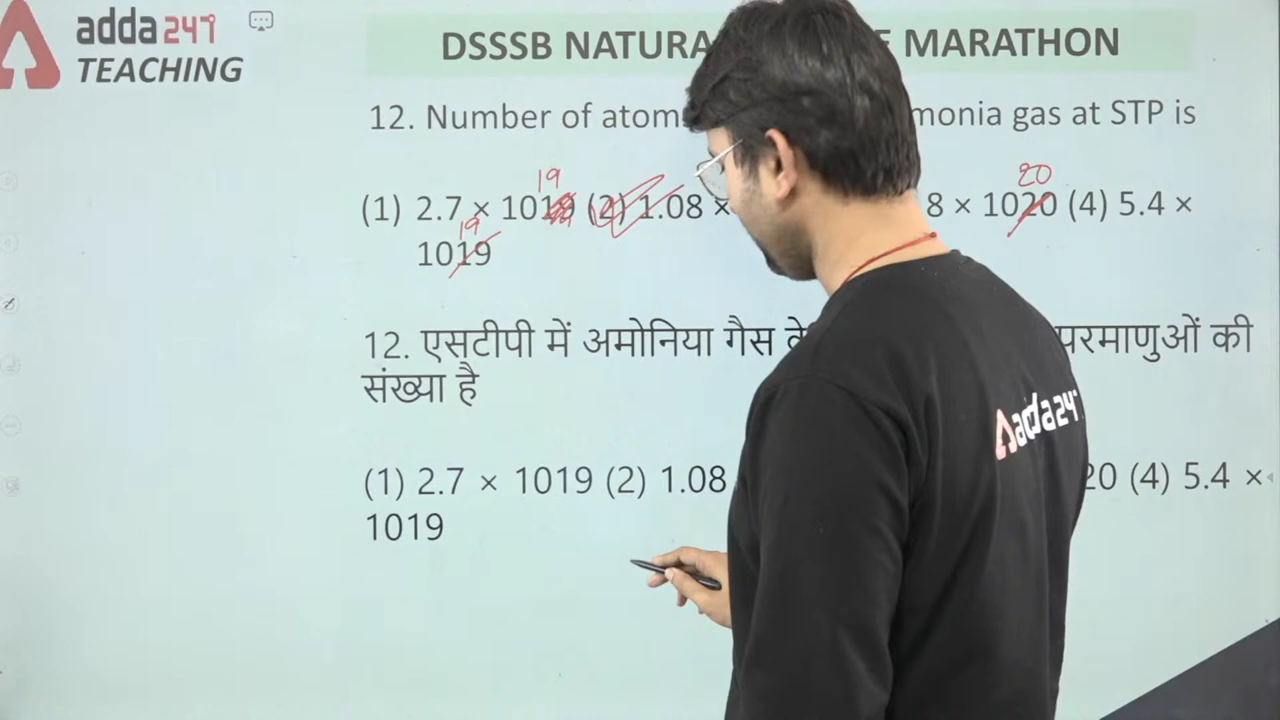 adda247
TEACHING
DSSSB NATURA F MARATHON
12. Number of atom monia gas at STP is
19 20
(1) 2.7 × 10 (2) 1.08 × 8 × 1020 (4) 5.4 ×
19
1019
12. एसटीपी में अमोनिया गैस के परमाणुओं की
संख्या है
adda247
(1) 2.7 × 1019 (2) 1.08 20 (4) 5.4 ×
1019